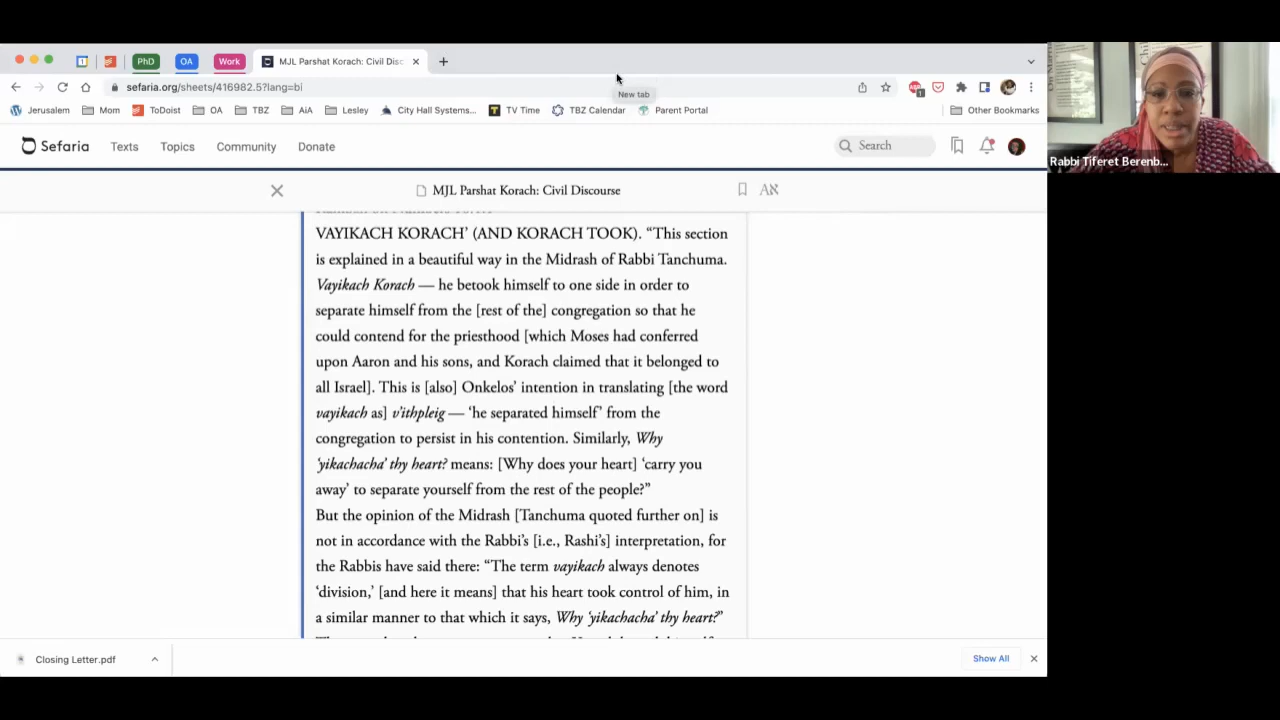 1
PhD
OA
Work
MJL Parshat Korach: Civil Disc
sefaria.org/sheets/416982.5?lang=bi
New tab
Jerusalem
Mom
ToDoist
OA
TBZ
AiA
Lesley
City Hall Systems...
TV Time
TBZ Calendar
Parent Portal
Other Bookmarks
Sefaria
Texts
Topics
Community
Donate
Search
MJL Parshat Korach: Civil Discourse
Aא
VAYIKACH KORACH’ (AND KORACH TOOK). “This section
is explained in a beautiful way in the Midrash of Rabbi Tanchuma.
Vayikach Korach — he betook himself to one side in order to
separate himself from the [rest of the] congregation so that he
could contend for the priesthood [which Moses had conferred
upon Aaron and his sons, and Korach claimed that it belonged to
all Israel]. This is [also] Onkelos’ intention in translating [the word
vayikach as] v’ithpleig — ‘he separated himself’ from the
congregation to persist in his contention. Similarly, Why
‘yikachacha’ thy heart? means: [Why does your heart] ‘carry you
away’ to separate yourself from the rest of the people?”
But the opinion of the Midrash [Tanchuma quoted further on] is
not in accordance with the Rabbi’s [i.e., Rashi’s] interpretation, for
the Rabbis have said there: “The term vayikach always denotes
‘division,’ [and here it means] that his heart took control of him, in
a similar manner to that which it says, Why ‘yikachacha’ thy heart?”
Closing Letter.pdf
Show All
Rabbi Tiferet Berenb...